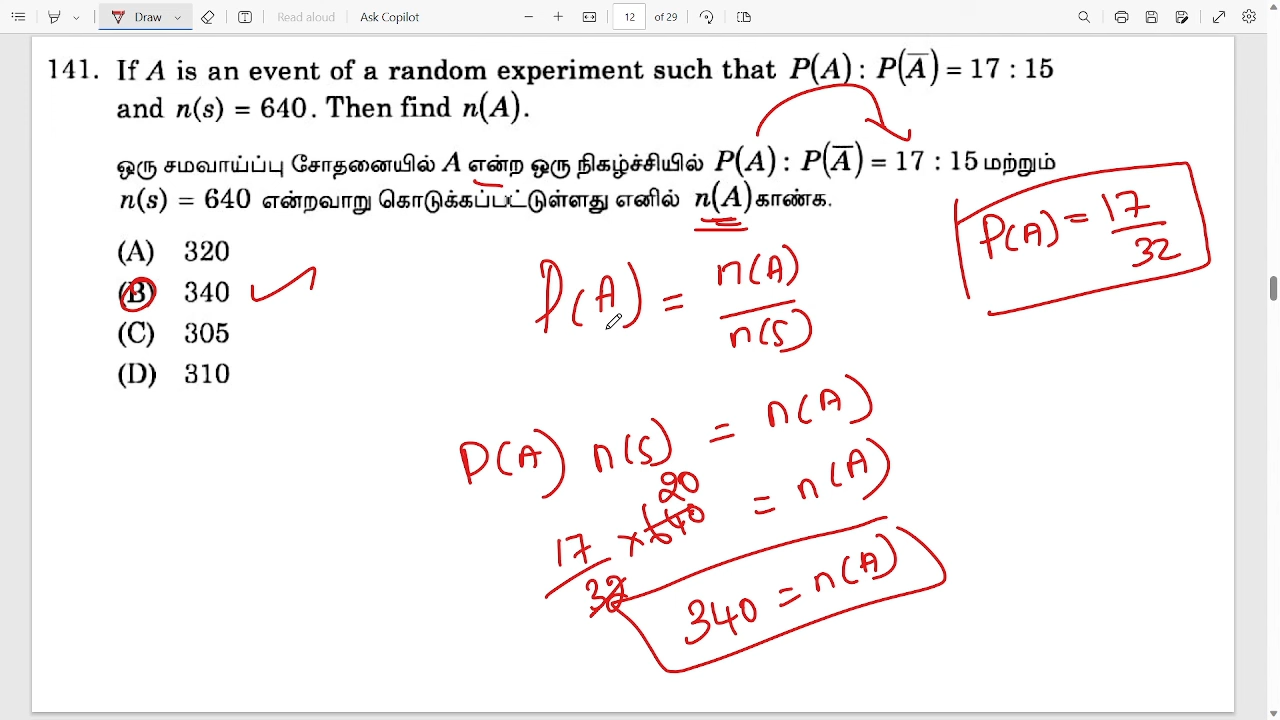 Draw
Read aloud
Ask Copilot
12
of 29
141. If A is an event of a random experiment such that P(A) : P(A̅) = 17 : 15
and n(s) = 640. Then find n(A).
ஒரு சமவாய்ப்பு சோதனையில் A என்ற ஒரு நிகழ்ச்சியில் P(A) : P(A̅) = 17 : 15 மற்றும்
n(s) = 640 என்றவாறு கொடுக்கப்பட்டுள்ளது எனில் n(A) காண்க.
(A) 320
(B) 340
(C) 305
(D) 310
P(A) = 17/32
P(A) = n(A)/n(S)
P(A) n(S) = n(A)
20
17/32 × 640 = n(A)
340 = n(A)